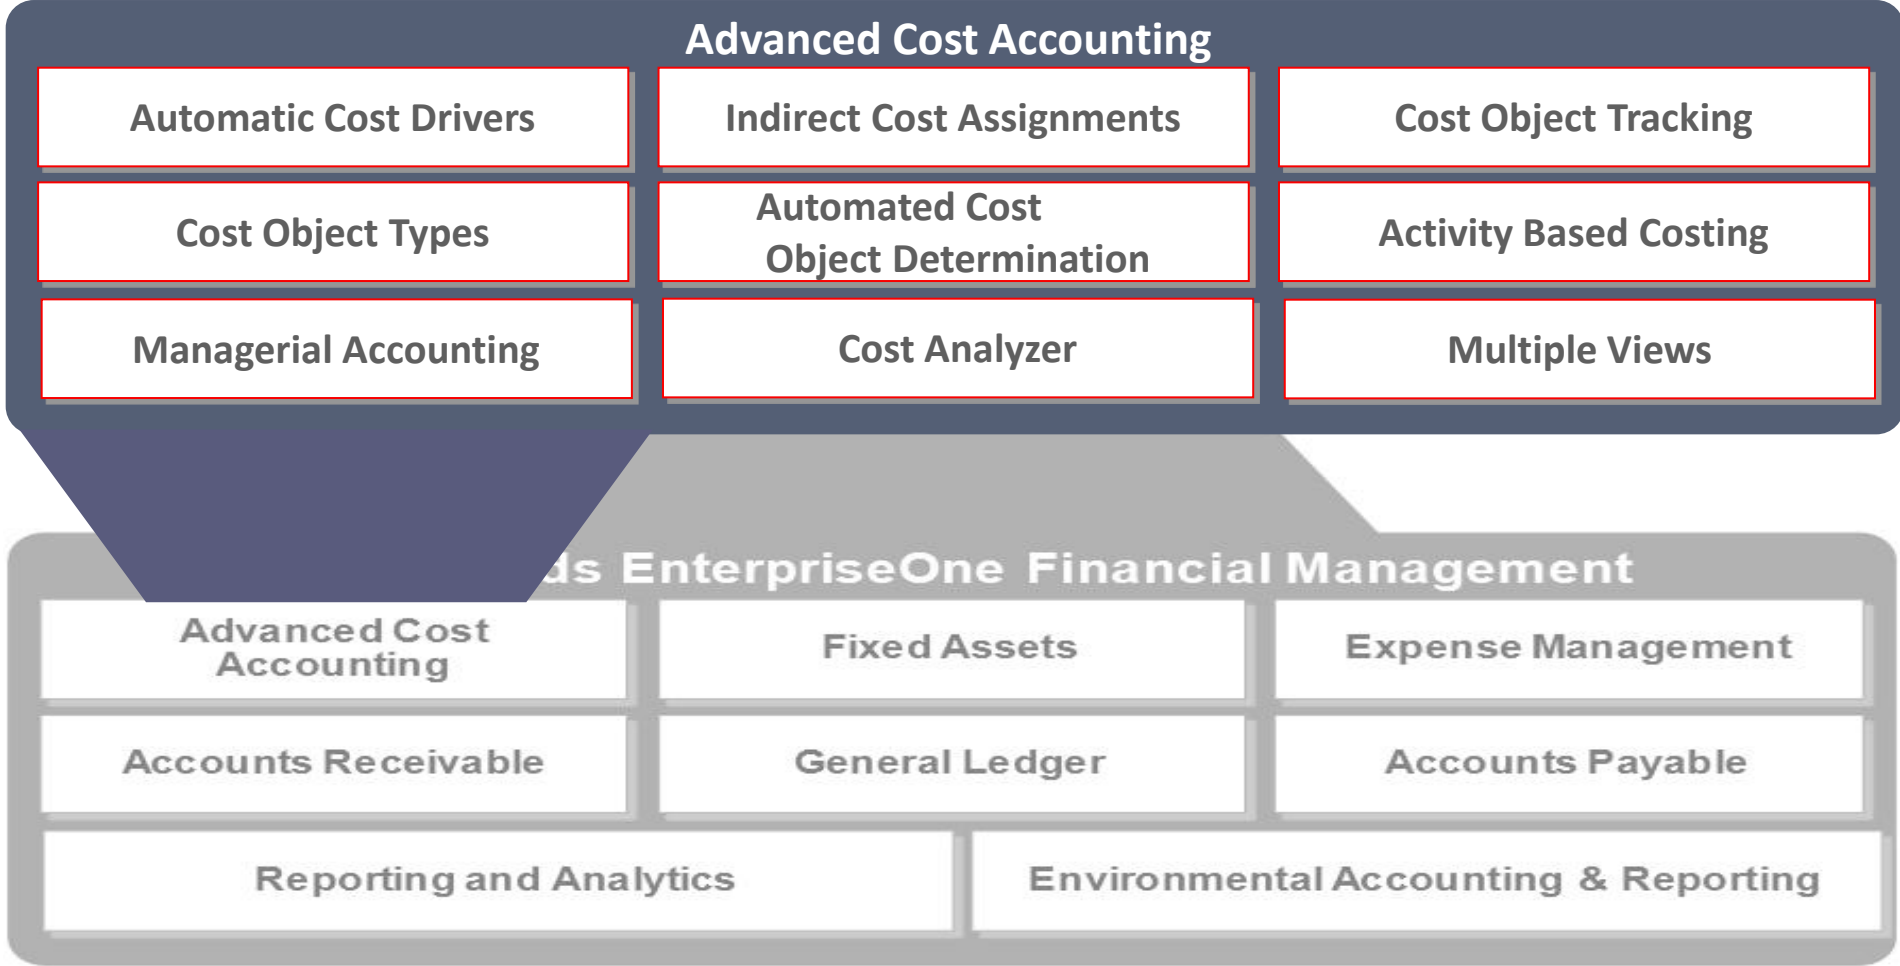 Advanced Cost Accounting
Automatic Cost Drivers
Indirect Cost Assignments
Cost Object Tracking
Cost Object Types
Automated Cost
Object Determination
Activity Based Costing
Managerial Accounting
Cost Analyzer
Multiple Views
ds EnterpriseOne Financial Management
Advanced Cost
Accounting
Fixed Assets
Expense Management
Accounts Receivable
General Ledger
Accounts Payable
Reporting and Analytics
Environmental Accounting & Reporting